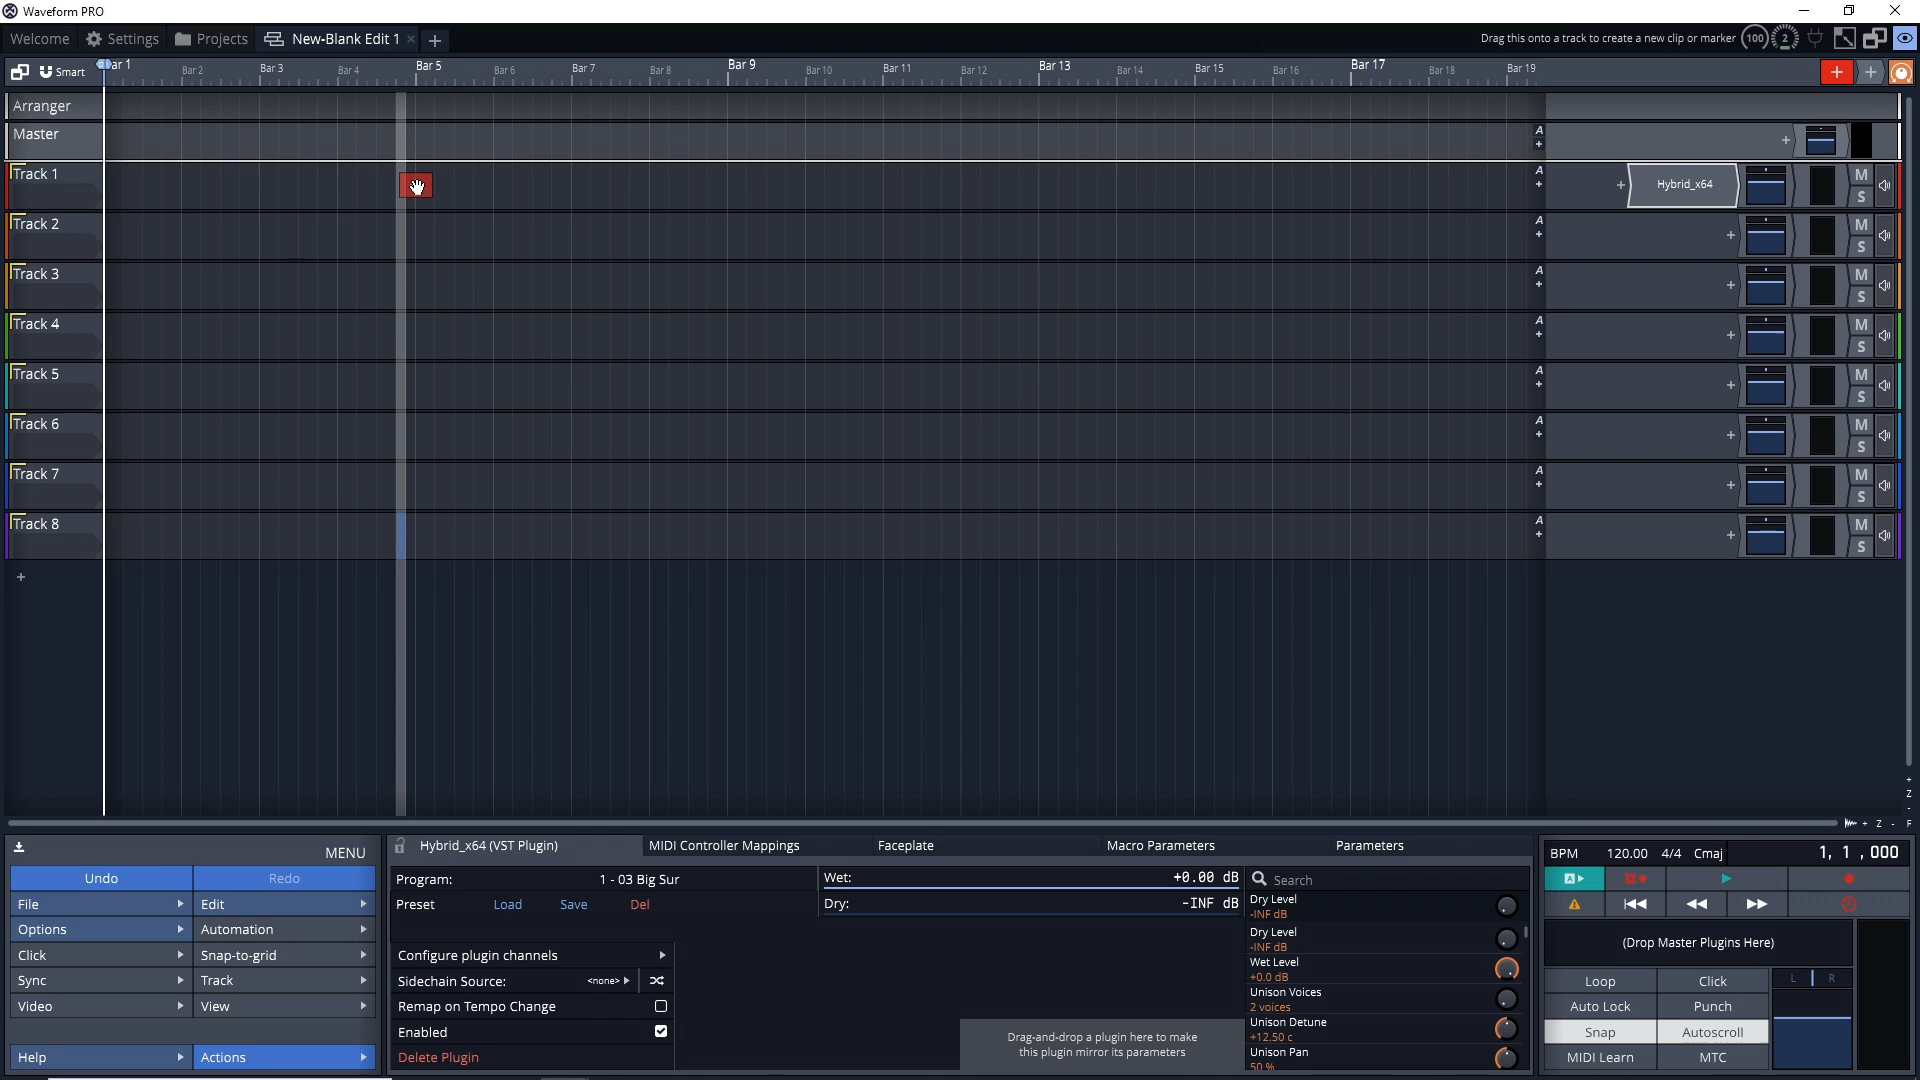 Waveform PRO
Welcome Settings Projects New-Blank Edit 1
Drag this onto a track to create a new clip or marker 100 2
Smart
Bar 1 Bar 2 Bar 3 Bar 4 Bar 5 Bar 6 Bar 7 Bar 8 Bar 9 Bar 10 Bar 11 Bar 12 Bar 13 Bar 14 Bar 15 Bar 16 Bar 17 Bar 18 Bar 19
Arranger
Master A
Track 1 A Hybrid_x64 M S
Track 2 A M S
Track 3 A M S
Track 4 A M S
Track 5 A M S
Track 6 A M S
Track 7 A M S
Track 8 A M S
+
+ Z -
+ Z - F
MENU
Undo Redo
File Edit
Options Automation
Click Snap-to-grid
Sync Track
Video View
Help Actions
Hybrid_x64 (VST Plugin) MIDI Controller Mappings Faceplate Macro Parameters Parameters
Program: 1 - 03 Big Sur
Preset Load Save Del
Configure plugin channels
Sidechain Source: <none>
Remap on Tempo Change
Enabled
Delete Plugin
Wet: +0.00 dB
Dry: -INF dB
Drag-and-drop a plugin here to make
this plugin mirror its parameters
Search
Dry Level
-INF dB
Dry Level
-INF dB
Wet Level
+0.0 dB
Unison Voices
2 voices
Unison Detune
+12.50 c
Unison Pan
50 %
BPM 120.00 4/4 Cmaj 1, 1 , 000
A
(Drop Master Plugins Here)
Loop Click
Auto Lock Punch
Snap Autoscroll
MIDI Learn MTC
L R